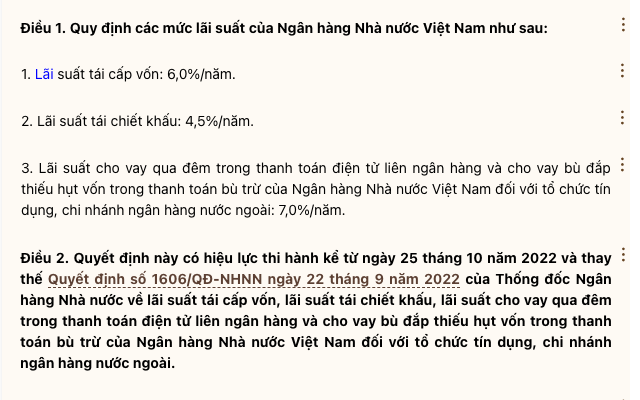 Điều 1. Quy định các mức lãi suất của Ngân hàng Nhà nước Việt Nam như sau:
1. Lãi suất tái cấp vốn: 6,0%/năm.
2. Lãi suất tái chiết khấu: 4,5%/năm.
3. Lãi suất cho vay qua đêm trong thanh toán điện tử liên ngân hàng và cho vay bù đắp
thiếu hụt vốn trong thanh toán bù trừ của Ngân hàng Nhà nước Việt Nam đối với tổ chức tín
dụng, chi nhánh ngân hàng nước ngoài: 7,0%/năm.
Điều 2. Quyết định này có hiệu lực thi hành kể từ ngày 25 tháng 10 năm 2022 và thay
thế Quyết định số 1606/QĐ-NHNN ngày 22 tháng 9 năm 2022 của Thống đốc Ngân
hàng Nhà nước về lãi suất tái cấp vốn, lãi suất tái chiết khấu, lãi suất cho vay qua đêm
trong thanh toán điện tử liên ngân hàng và cho vay bù đắp thiếu hụt vốn trong thanh
toán bù trừ của Ngân hàng Nhà nước Việt Nam đối với tổ chức tín dụng, chi nhánh
ngân hàng nước ngoài.